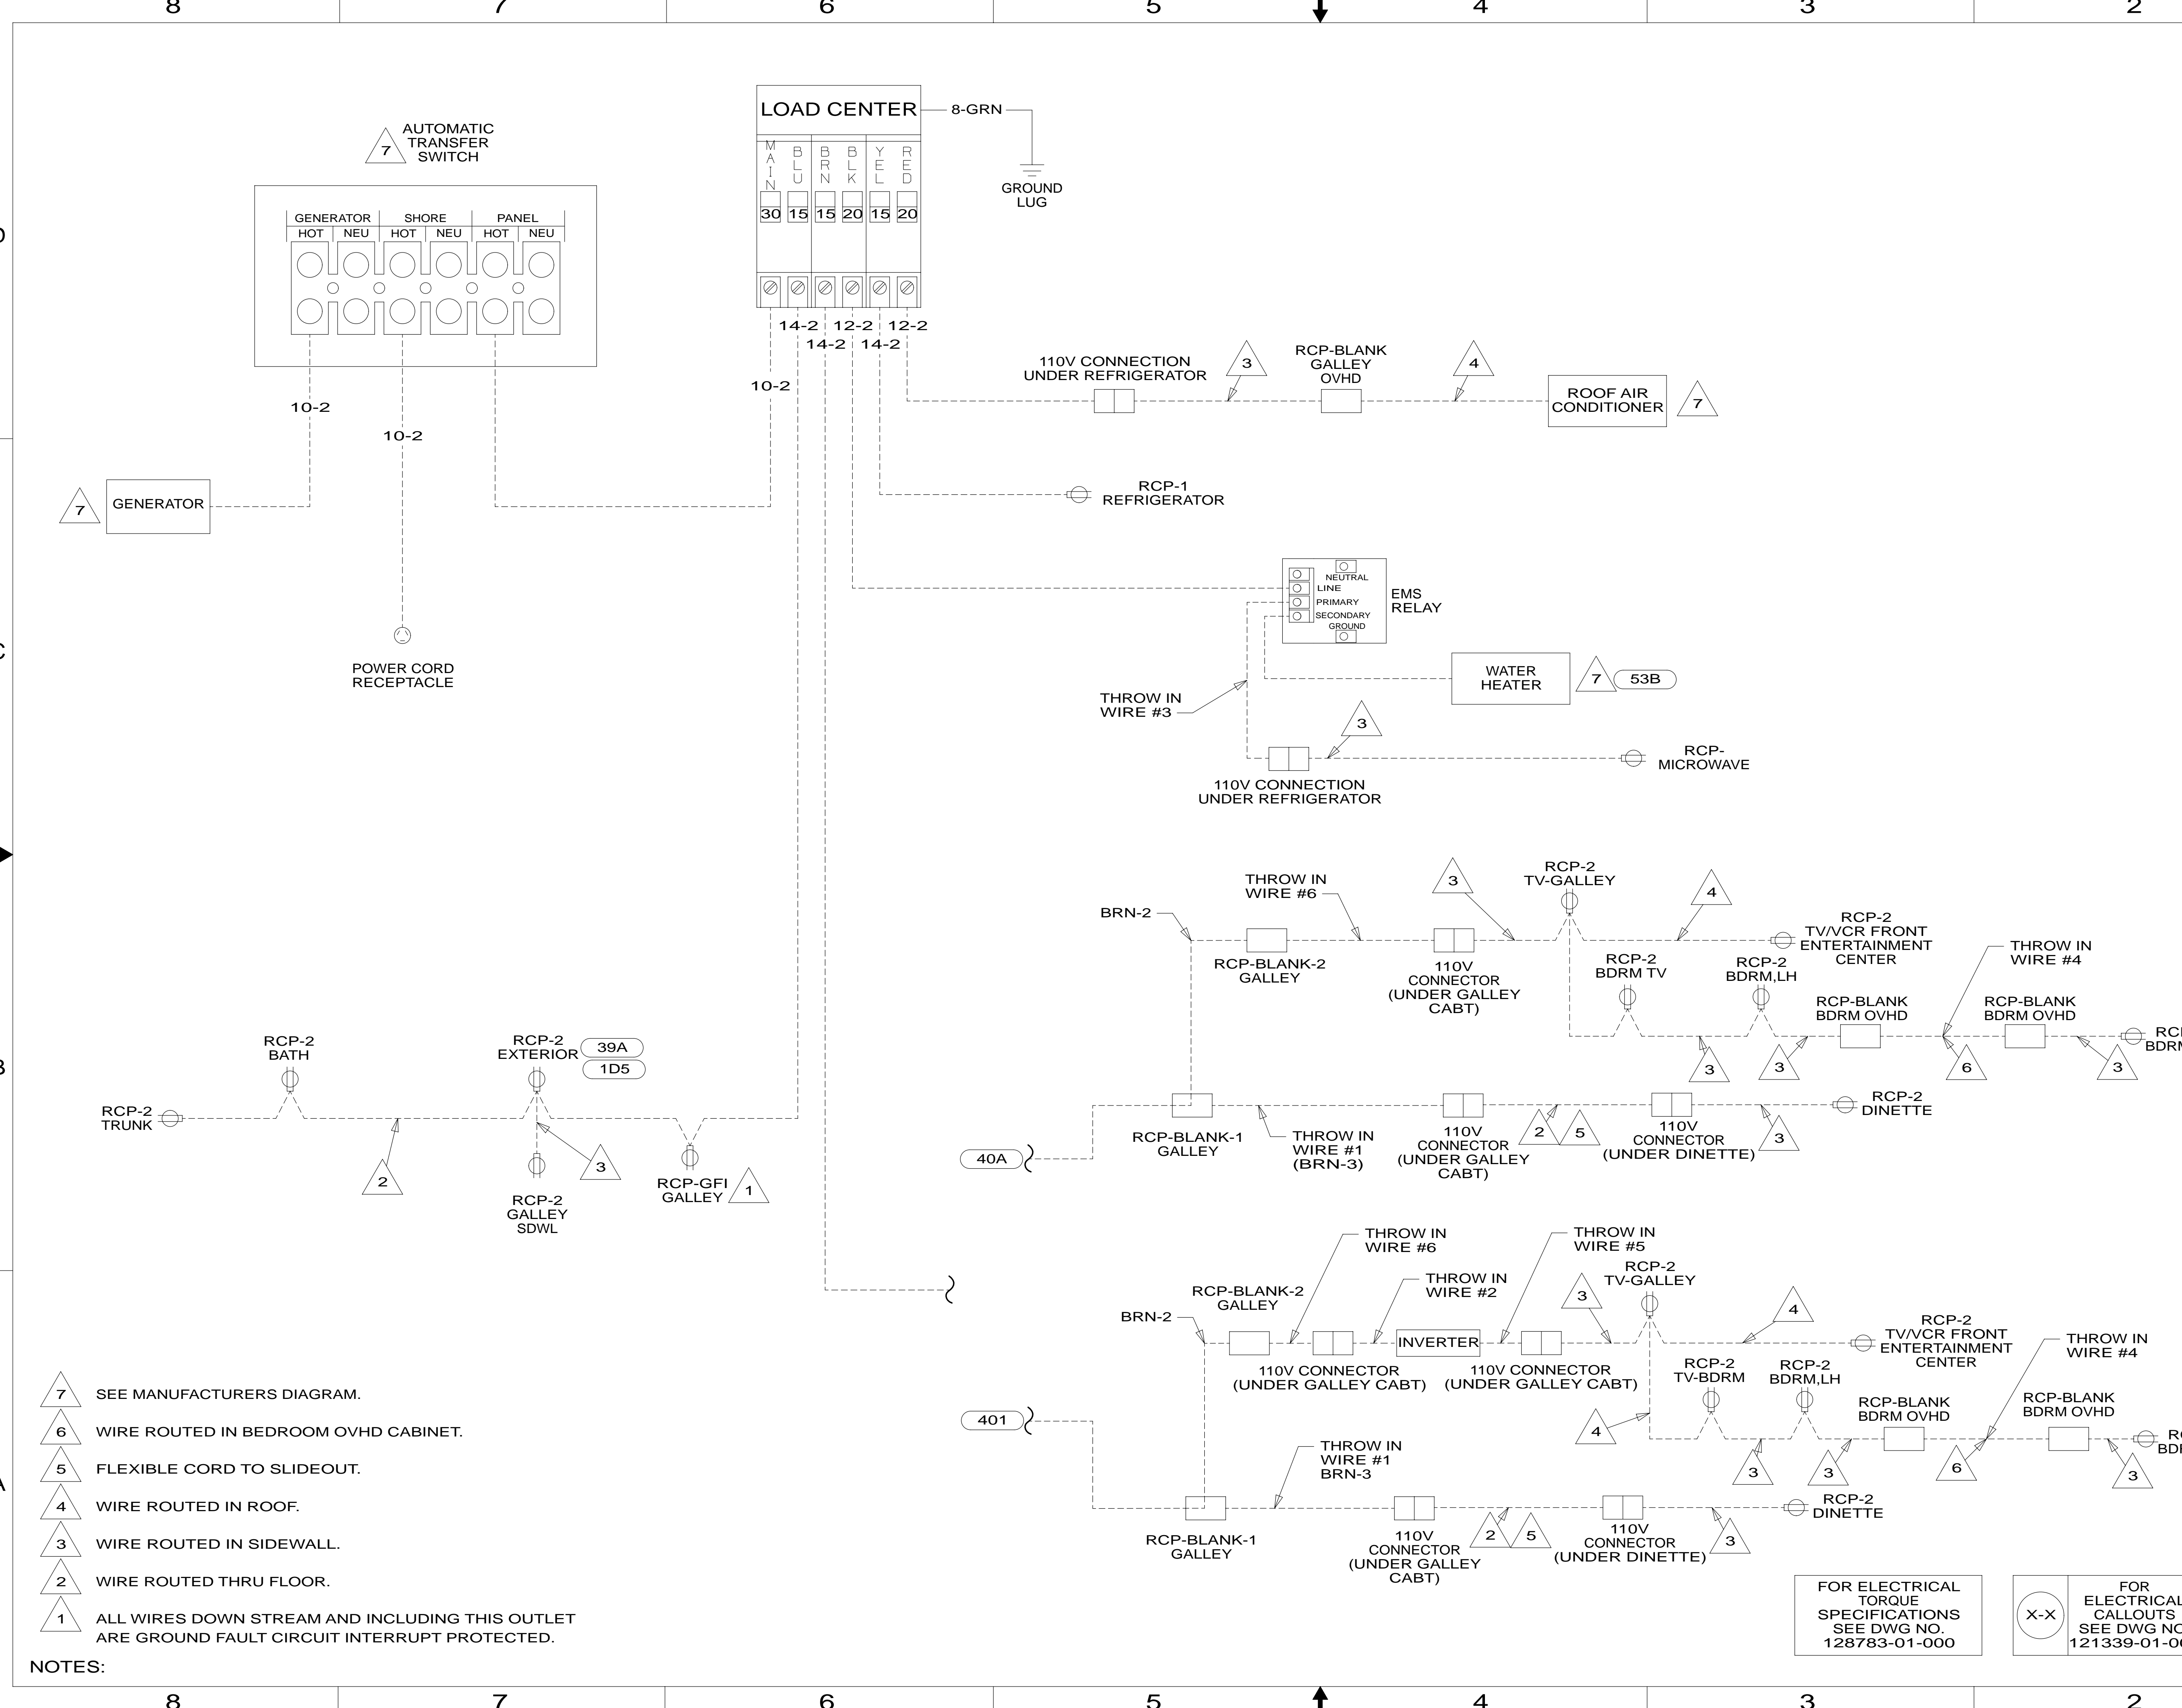 8 7 6 5 4 3 2
LOAD CENTER
8-GRN
GROUND
LUG
MAIN
BLU
BRN
BLK
YEL
RED
30 15 15 20 15 20
14-2 12-2 12-2
14-2 14-2
10-2
7
AUTOMATIC
TRANSFER
SWITCH
GENERATOR SHORE PANEL
HOT NEU HOT NEU HOT NEU
10-2
10-2
7
GENERATOR
POWER CORD
RECEPTACLE
110V CONNECTION
UNDER REFRIGERATOR
3
RCP-BLANK
GALLEY
OVHD
4
ROOF AIR
CONDITIONER
7
RCP-1
REFRIGERATOR
NEUTRAL
LINE
PRIMARY
SECONDARY
GROUND
EMS
RELAY
WATER
HEATER
7
53B
THROW IN
WIRE #3
3
RCP-
MICROWAVE
110V CONNECTION
UNDER REFRIGERATOR
THROW IN
WIRE #6
3
RCP-2
TV-GALLEY
4
BRN-2
RCP-2
TV/VCR FRONT
ENTERTAINMENT
CENTER
THROW IN
WIRE #4
RCP-BLANK-2
GALLEY
110V
CONNECTOR
(UNDER GALLEY
CABT)
RCP-2
BDRM TV
RCP-2
BDRM,LH
RCP-BLANK
BDRM OVHD
RCP-BLANK
BDRM OVHD
3
3
6
3
RCP-2
BATH
RCP-2
EXTERIOR
39A
1D5
RCP-2
TRUNK
2
3
RCP-2
GALLEY
SDWL
RCP-GFI
GALLEY
1
40A
RCP-BLANK-1
GALLEY
THROW IN
WIRE #1
(BRN-3)
110V
CONNECTOR
(UNDER GALLEY
CABT)
2
5
110V
CONNECTOR
(UNDER DINETTE)
3
RCP-2
DINETTE
THROW IN
WIRE #6
THROW IN
WIRE #5
THROW IN
WIRE #2
RCP-BLANK-2
GALLEY
BRN-2
INVERTER
3
RCP-2
TV-GALLEY
4
RCP-2
TV/VCR FRONT
ENTERTAINMENT
CENTER
THROW IN
WIRE #4
110V CONNECTOR
(UNDER GALLEY CABT)
110V CONNECTOR
(UNDER GALLEY CABT)
RCP-2
TV-BDRM
RCP-2
BDRM,LH
RCP-BLANK
BDRM OVHD
RCP-BLANK
BDRM OVHD
4
3
3
6
3
401
THROW IN
WIRE #1
BRN-3
RCP-BLANK-1
GALLEY
110V
CONNECTOR
(UNDER GALLEY
CABT)
2
5
110V
CONNECTOR
(UNDER DINETTE)
3
RCP-2
DINETTE
7 SEE MANUFACTURERS DIAGRAM.
6 WIRE ROUTED IN BEDROOM OVHD CABINET.
5 FLEXIBLE CORD TO SLIDEOUT.
4 WIRE ROUTED IN ROOF.
3 WIRE ROUTED IN SIDEWALL.
2 WIRE ROUTED THRU FLOOR.
1 ALL WIRES DOWN STREAM AND INCLUDING THIS OUTLET
ARE GROUND FAULT CIRCUIT INTERRUPT PROTECTED.
NOTES:
FOR ELECTRICAL
TORQUE
SPECIFICATIONS
SEE DWG NO.
128783-01-000
X-X
FOR
ELECTRICAL
CALLOUTS
SEE DWG
8 7 6 5 4 3 2